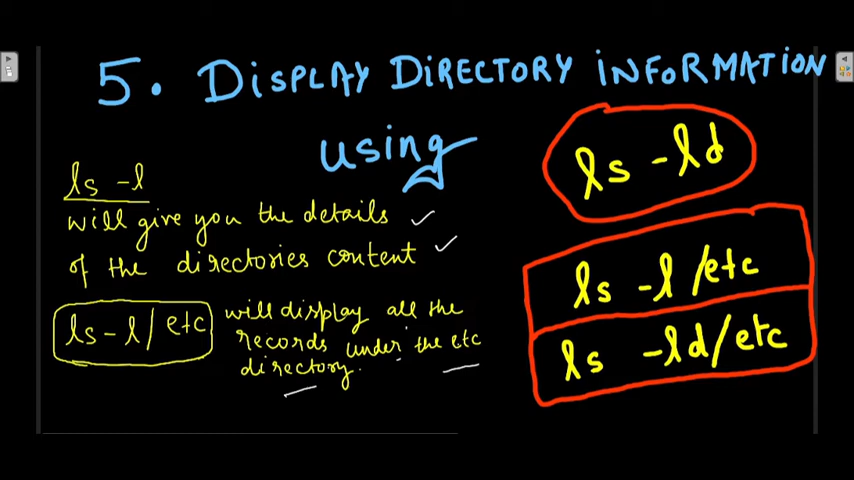 5. DISPLAY DIRECTORY INFORMATION
using
ls -ld
ls -l
will give you the details
of the directories content
ls -l /etc
will display all the
records under the etc
directory.
ls -l /etc
ls -ld /etc